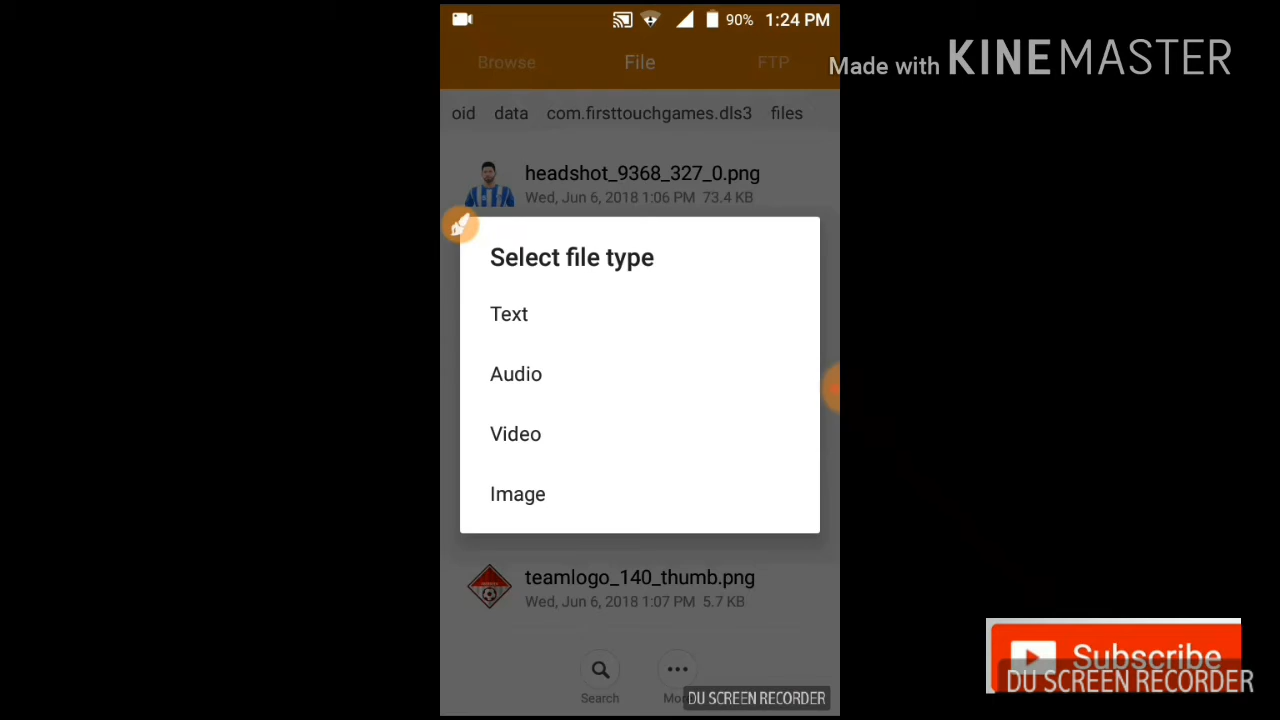 90% 1:24 PM
Browse File FTP
Made with KINEMASTER
oid data com.firsttouchgames.dls3 files
headshot_9368_327_0.png
Wed, Jun 6, 2018 1:06 PM 73.4 KB
Select file type
Text
Audio
Video
Image
teamlogo_140_thumb.png
Wed, Jun 6, 2018 1:07 PM 5.7 KB
Search Mor
DU SCREEN RECORDER
Subscribe
DU SCREEN RECORDER